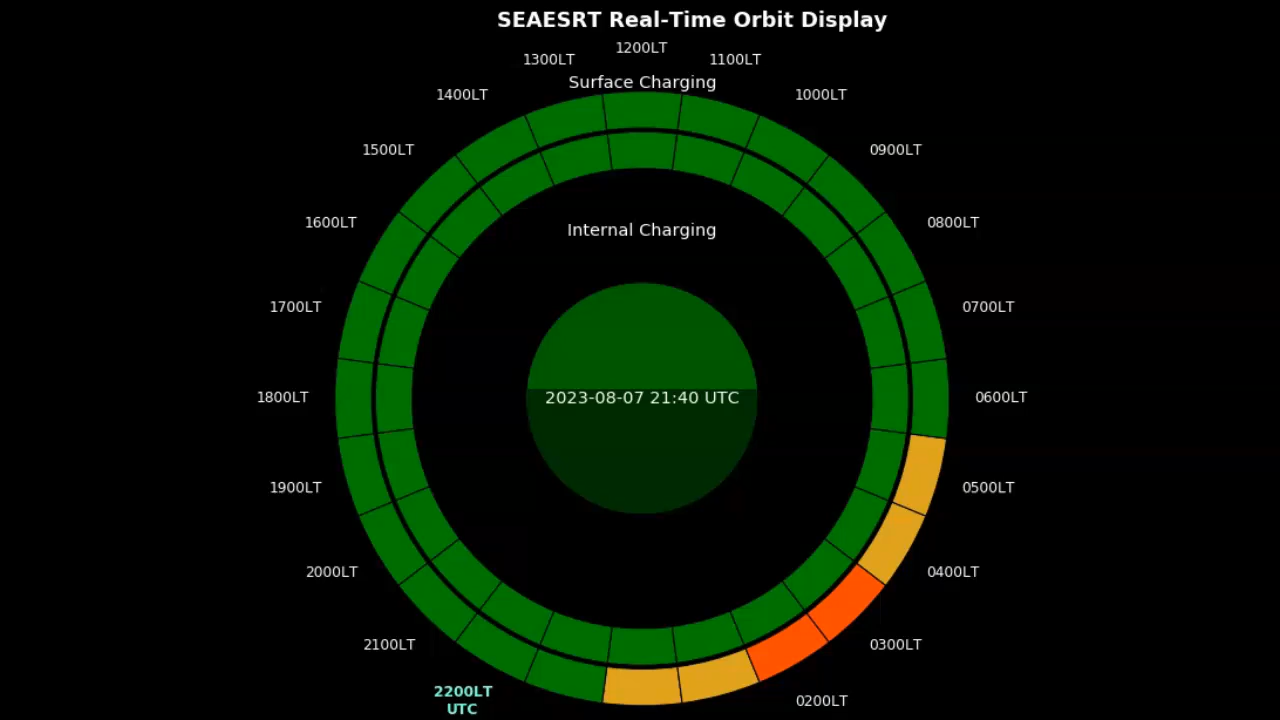 SEAESRT Real-Time Orbit Display
1200LT
1300LT
1100LT
Surface Charging
1400LT
1000LT
1500LT
0900LT
1600LT
0800LT
Internal Charging
1700LT
0700LT
1800LT
2023-08-07 21:40 UTC
0600LT
1900LT
0500LT
2000LT
0400LT
2100LT
0300LT
2200LT
UTC
0200LT